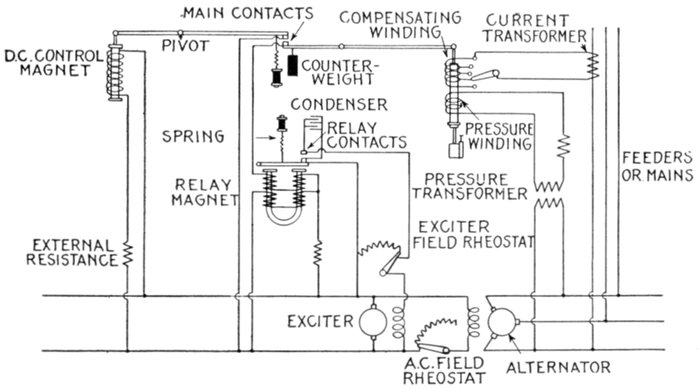 MAIN CONTACTS
COMPENSATING
WINDING
CURRENT
TRANSFORMER
PIVOT
D.C. CONTROL
MAGNET
COUNTER-
WEIGHT
CONDENSER
SPRING
RELAY
CONTACTS
PRESSURE
WINDING
FEEDERS
OR MAINS
RELAY
MAGNET
PRESSURE
TRANSFORMER
EXCITER
FIELD RHEOSTAT
EXTERNAL
RESISTANCE
EXCITER
A.C. FIELD
RHEOSTAT
ALTERNATOR